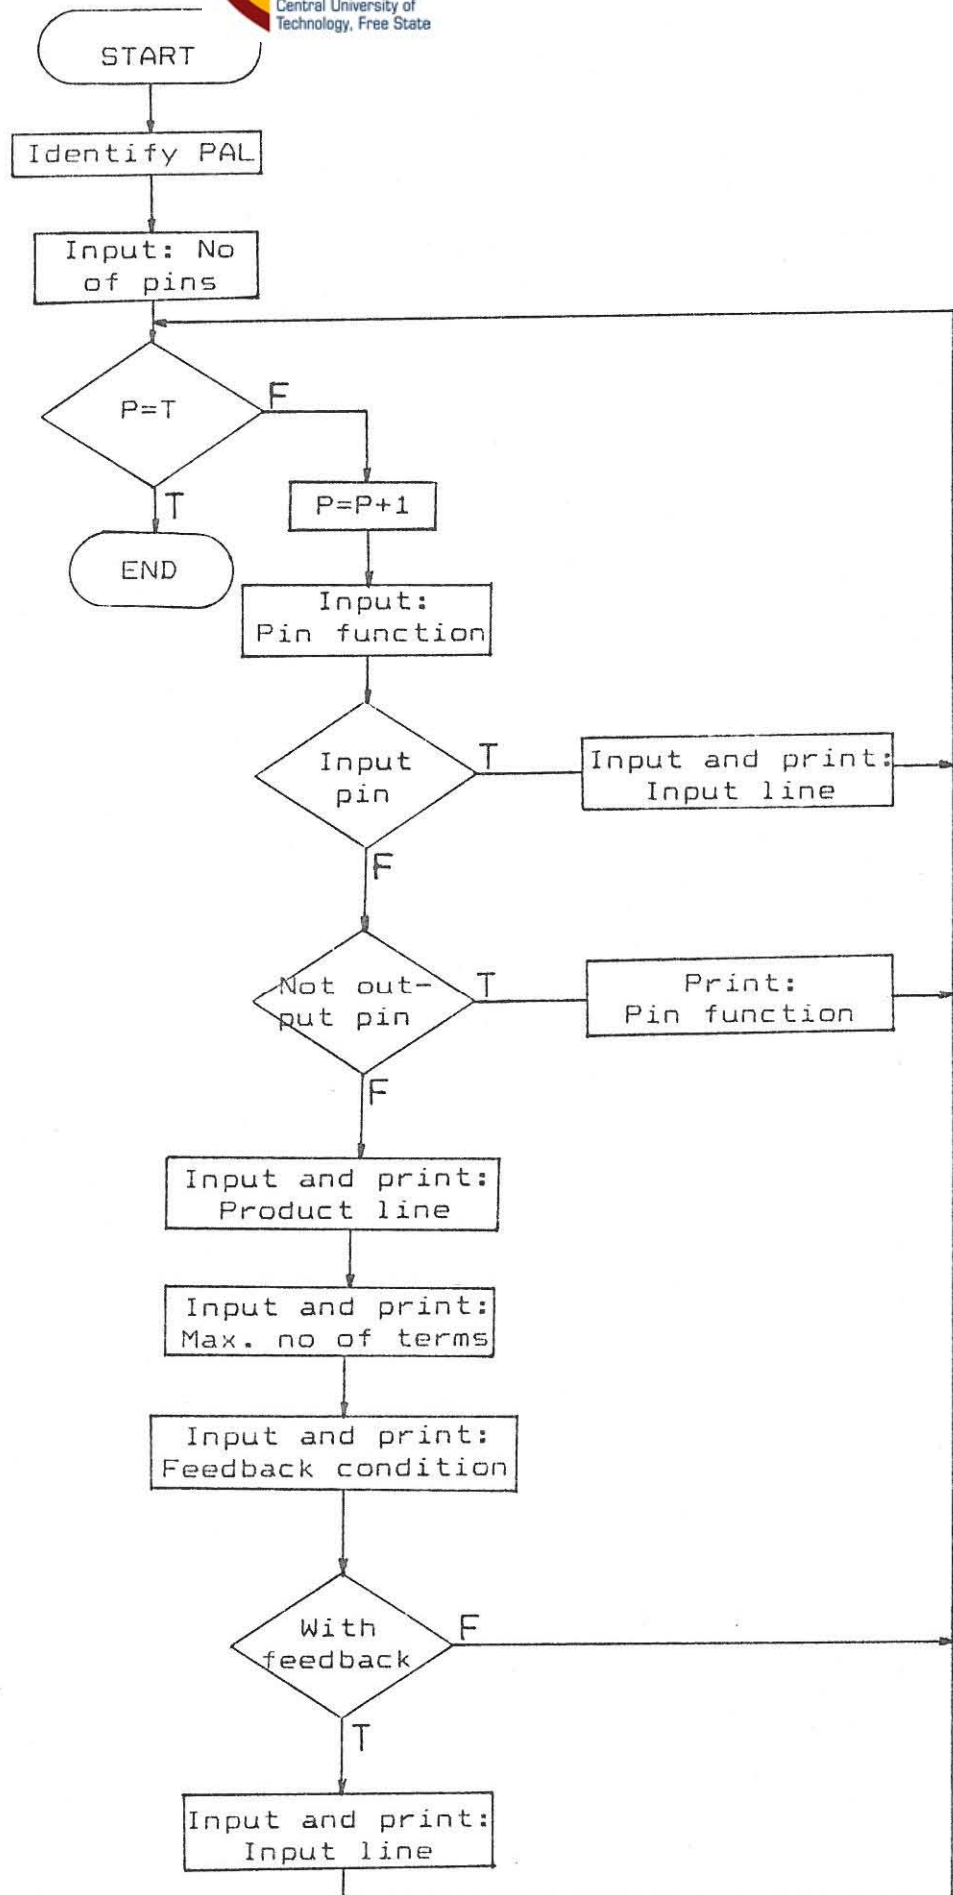 Central University of
Technology, Free State
START
Identify PAL
Input: No
of pins
P=T
F
T
END
P=P+1
Input:
Pin function
Input
pin
T
Input and print:
Input line
F
Not out-
put pin
T
Print:
Pin function
F
Input and print:
Product line
Input and print:
Max. no of terms
Input and print:
Feedback condition
With
feedback
F
T
Input and print:
Input line